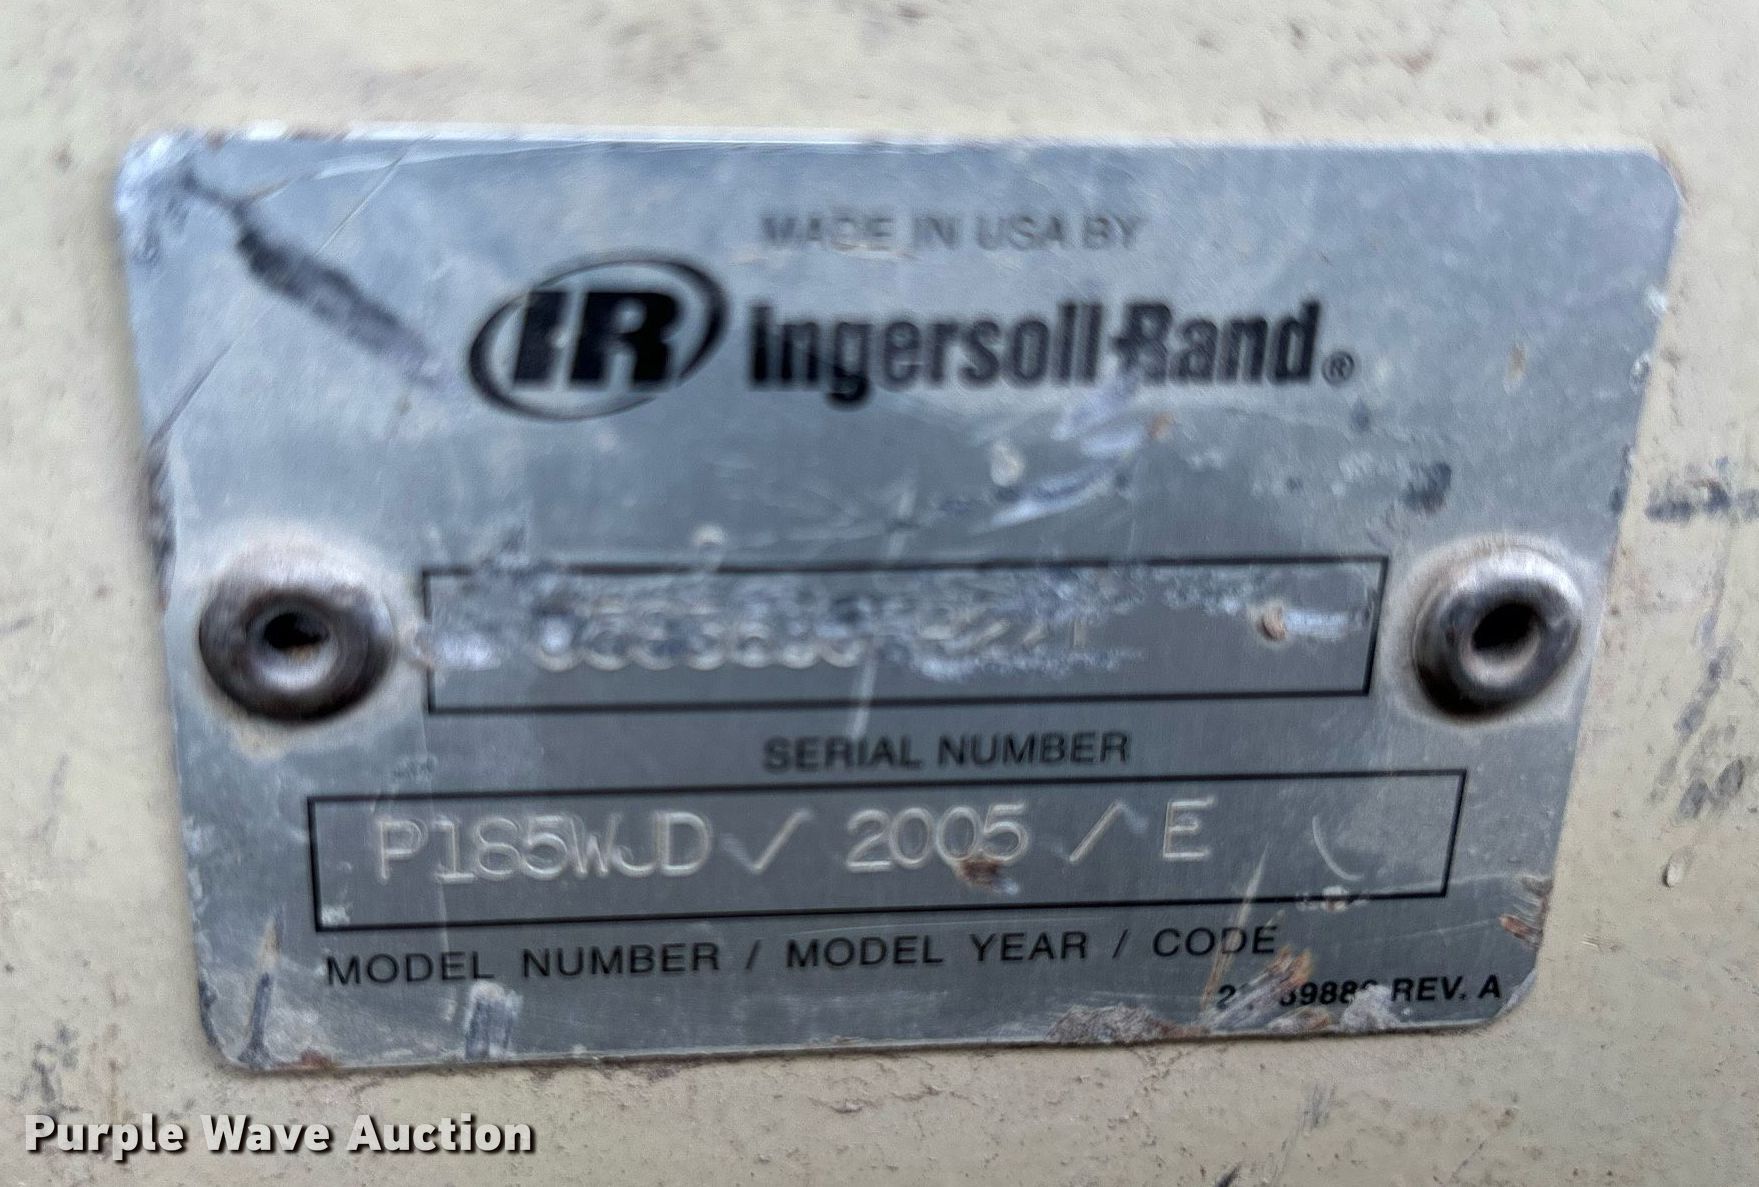 MADE IN USA BY
IR Ingersoll-Rand®
SERIAL NUMBER
P185WJD / 2005 / E
MODEL NUMBER / MODEL YEAR / CODE
REV. A
Purple Wave Auction